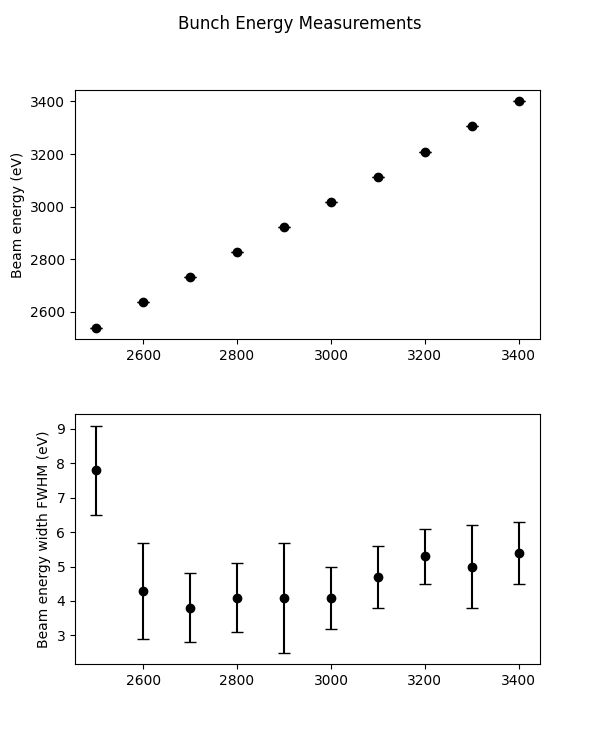 Bunch Energy Measurements
Beam energy (eV)
3400
3200
3000
2800
2600
2600 2800 3000 3200 3400
Beam energy width FWHM (eV)
9
8
7
6
5
4
3
2600 2800 3000 3200 3400